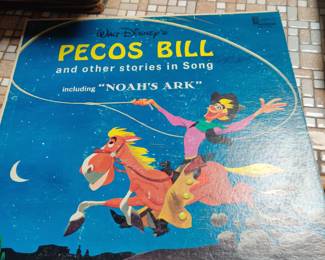 WALT DISNEY'S
PECOS BILL
and other stories in Song
including "NOAH'S ARK"